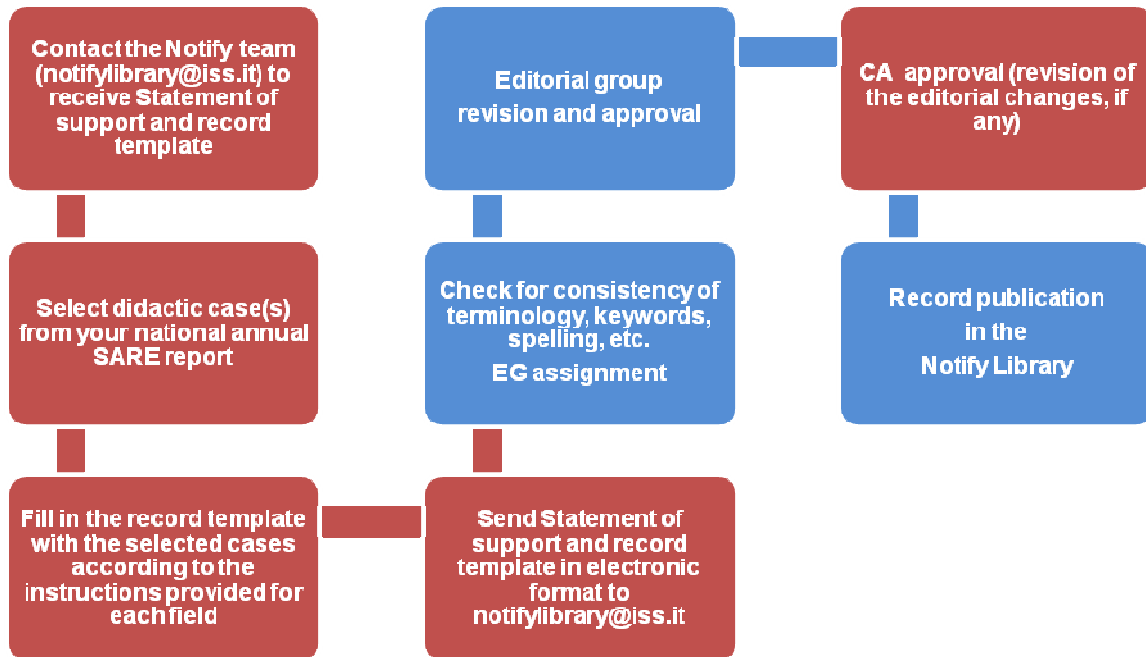 Contact the Notify team
(notifylibrary@iss.it) to
receive Statement of
support and record
template
Select didactic case(s)
from your national annual
SARE report
Fill in the record template
with the selected cases
according to the
instructions provided for
each field
Send Statement of
support and record
template in electronic
format to
notifylibrary@iss.it
Check for consistency of
terminology, keywords,
spelling, etc.
EG assignment
Editorial group
revision and approval
CA approval (revision of
the editorial changes, if
any)
Record publication
in the
Notify Library